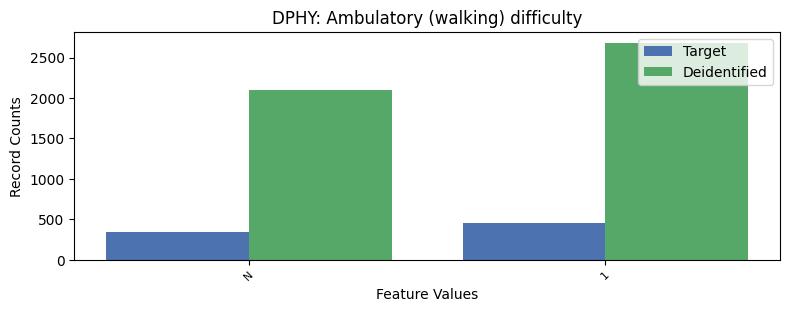 DPHY: Ambulatory (walking) difficulty
Target
Deidentified
Record Counts
2500
2000
1500
1000
500
0
N
1
Feature Values